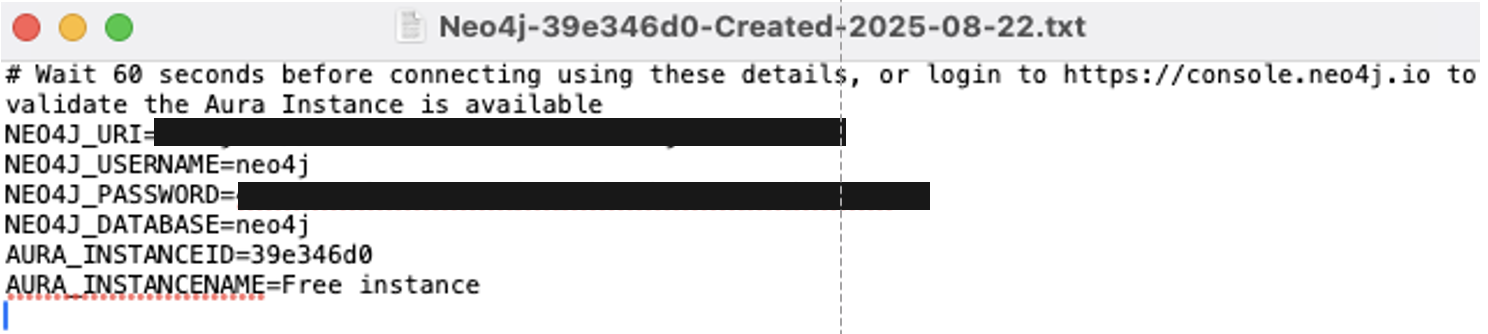 Neo4j-39e346d0-Created-2025-08-22.txt
# Wait 60 seconds before connecting using these details, or login to https://console.neo4j.io to
validate the Aura Instance is available
NEO4J_URI=
NEO4J_USERNAME=neo4j
NEO4J_PASSWORD=
NEO4J_DATABASE=neo4j
AURA_INSTANCEID=39e346d0
AURA_INSTANCENAME=Free instance